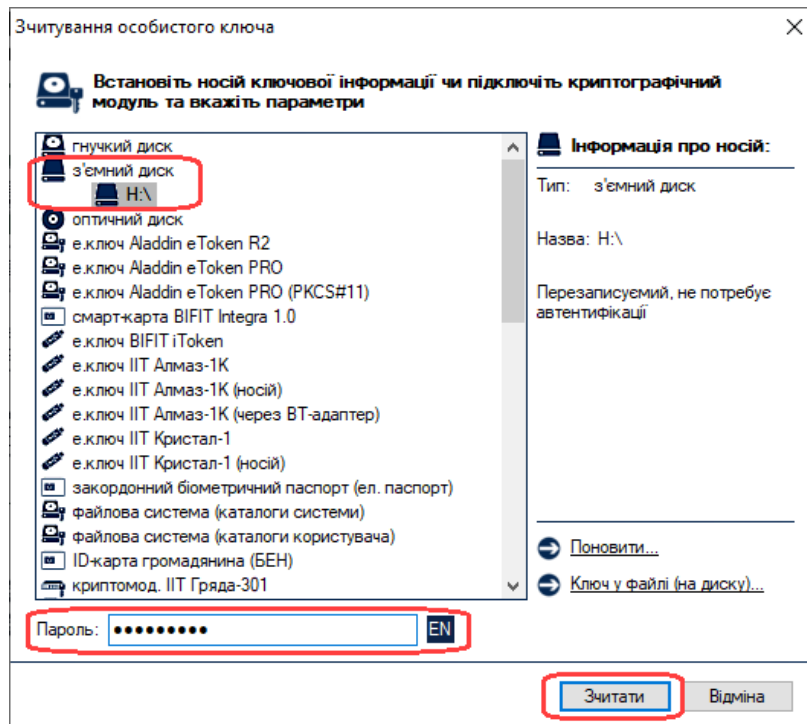 Зчитування особистого ключа
Встановіть носій ключової інформації чи підключіть криптографічний
модуль та вкажіть параметри
гнучкий диск
з'ємний диск
H:\
оптичний диск
е.ключ Aladdin eToken R2
е.ключ Aladdin eToken PRO
е.ключ Aladdin eToken PRO (PKCS#11)
смарт-карта BIFIT Integra 1.0
е.ключ BIFIT iToken
е.ключ ІІТ Алмаз-1К
е.ключ ІІТ Алмаз-1К (носій)
е.ключ ІІТ Алмаз-1К (через BT-адаптер)
е.ключ ІІТ Кристал-1
е.ключ ІІТ Кристал-1 (носій)
закордонний біометричний паспорт (ел. паспорт)
файлова система (каталоги системи)
файлова система (каталоги користувача)
ID-карта громадянина (БЕН)
криптомод. ІІТ Гряда-301
Інформація про носій:
Тип: з'ємний диск
Назва: H:\
Перезаписуємий, не потребує
автентифікації
Поновити...
Ключ у файлі (на диску)...
Пароль: ●●●●●●●●● EN
Зчитати Відміна